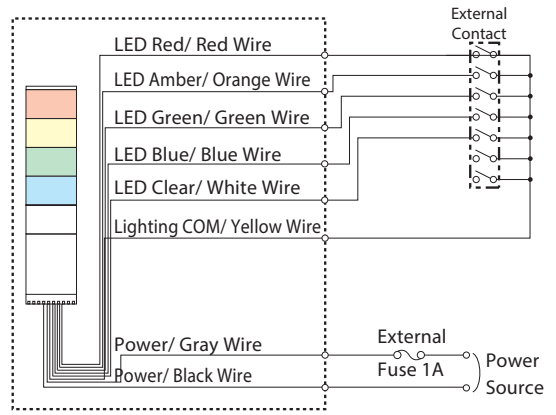 External
Contact
LED Red/ Red Wire
LED Amber/ Orange Wire
LED Green/ Green Wire
LED Blue/ Blue Wire
LED Clear/ White Wire
Lighting COM/ Yellow Wire
Power/ Gray Wire
External
Fuse 1A
Power
Source
Power/ Black Wire